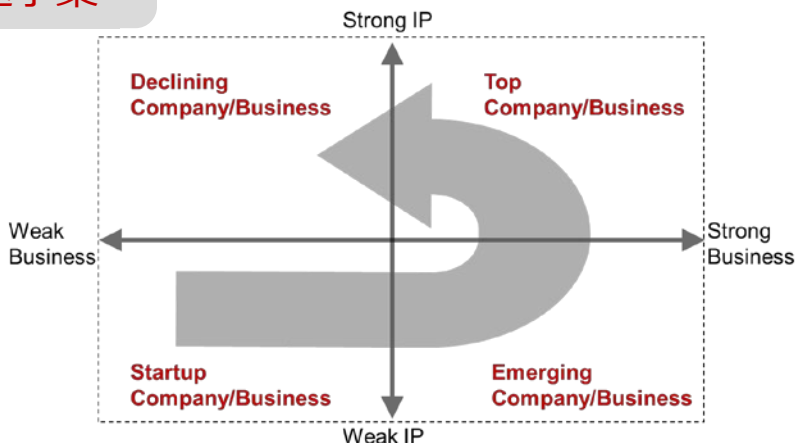 Strong IP
Declining
Company/Business
Top
Company/Business
Weak
Business
Strong
Business
Startup
Company/Business
Emerging
Company/Business
Weak IP